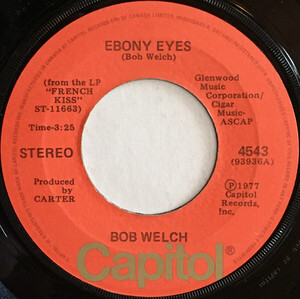 EBONY EYES
(Bob Welch)
(from the LP
"FRENCH
KISS"
ST-11663)
Time-3:25
STEREO
Produced
by
CARTER
Glenwood
Music
Corporation/
Cigar
Music-
ASCAP
4543
(93936A)
Ⓟ1977
Capitol
Records,
Inc.
BOB WELCH
Capitol®